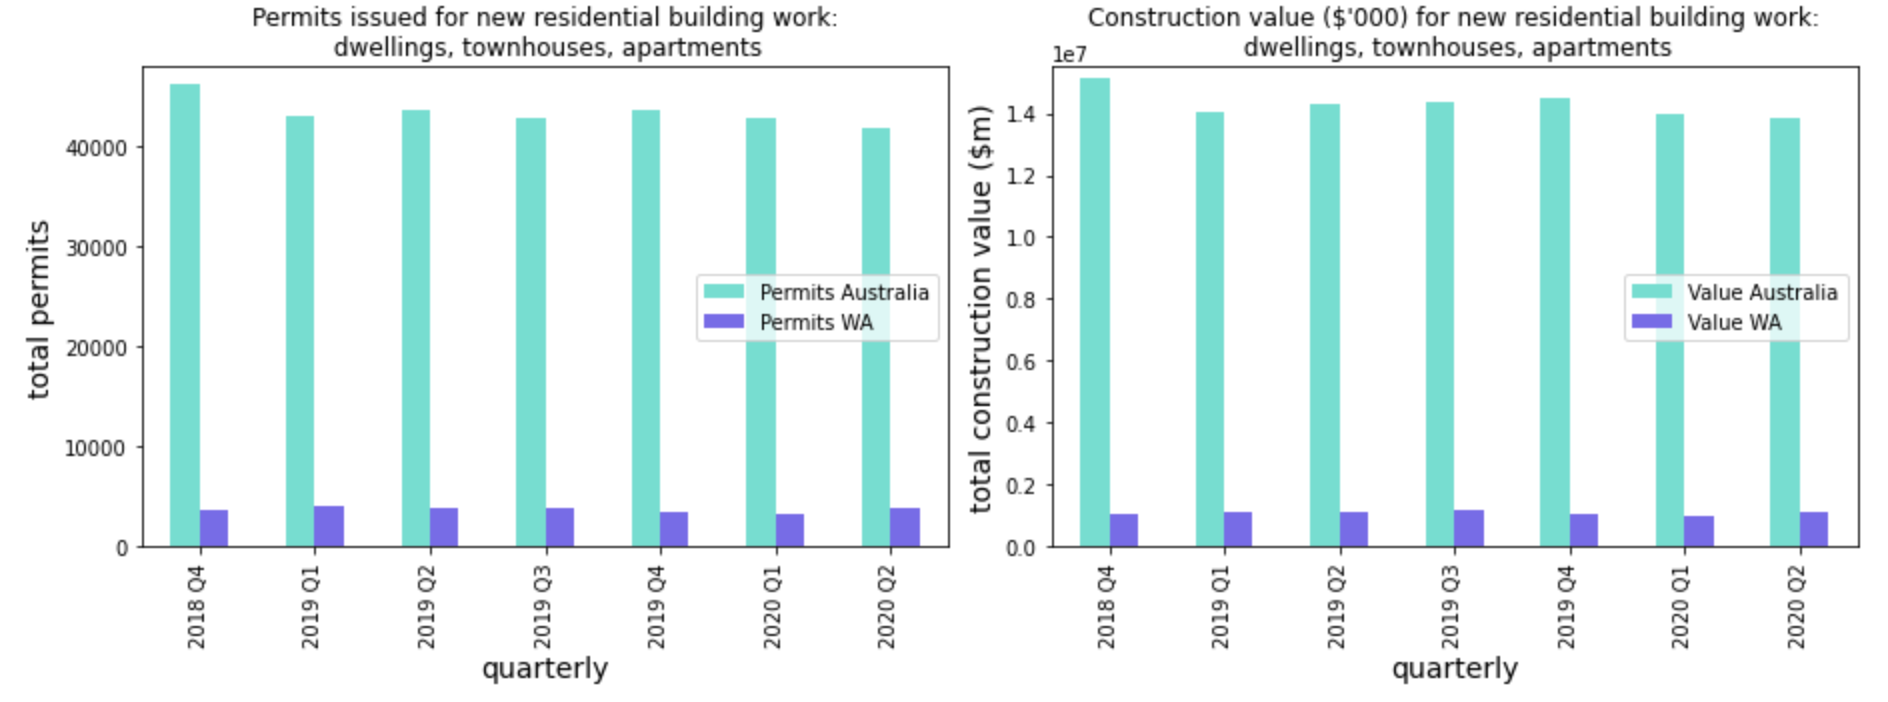 Permits issued for new residential building work:
dwellings, townhouses, apartments
total permits
40000
30000
20000
10000
0
Permits Australia
Permits WA
2018 Q4
2019 Q1
2019 Q2
2019 Q3
2019 Q4
2020 Q1
2020 Q2
quarterly
Construction value ($'000) for new residential building work:
dwellings, townhouses, apartments
1e7
total construction value ($m)
1.4
1.2
1.0
0.8
0.6
0.4
0.2
0.0
Value Australia
Value WA
2018 Q4
2019 Q1
2019 Q2
2019 Q3
2019 Q4
2020 Q1
2020 Q2
quarterly